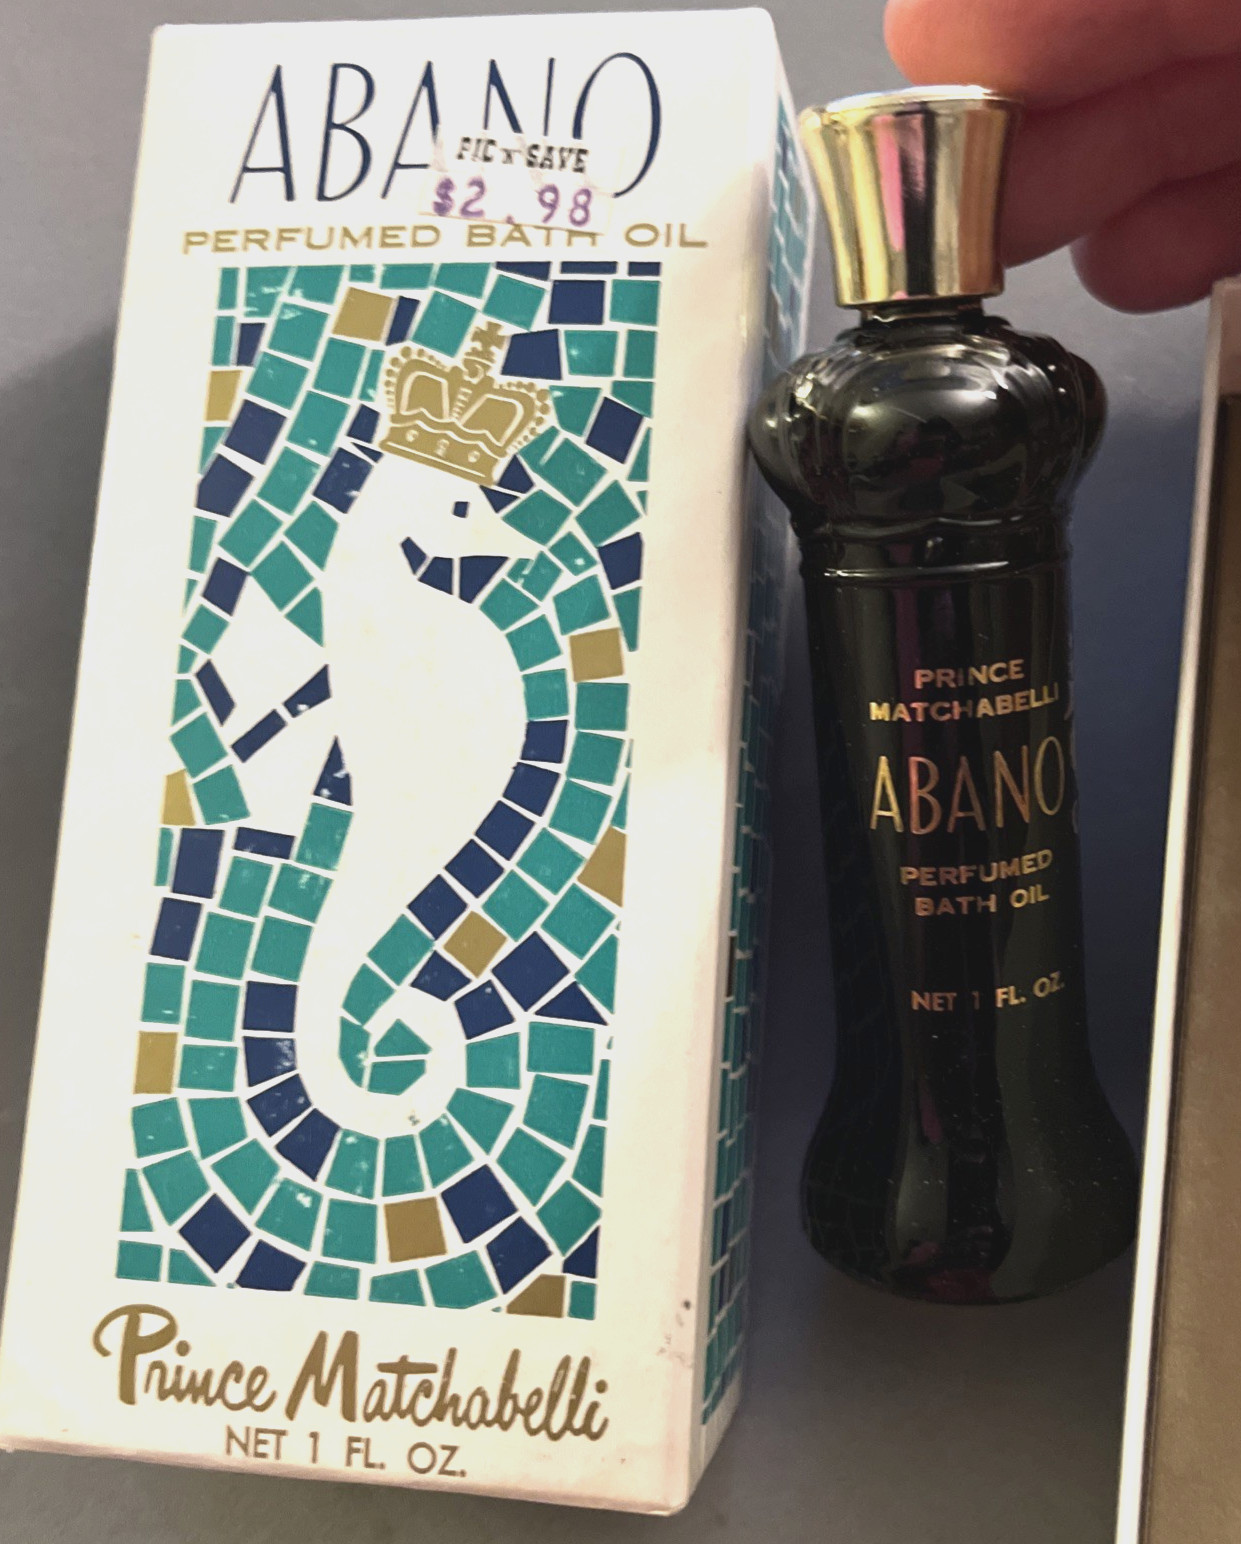 ABANO
PIC 'N' SAVE
$2.98
PERFUMED BATH OIL
Prince Matchabelli
NET 1 FL. OZ.
PRINCE
MATCHABELLI
ABANO
PERFUMED
BATH OIL
NET 1 FL. OZ.